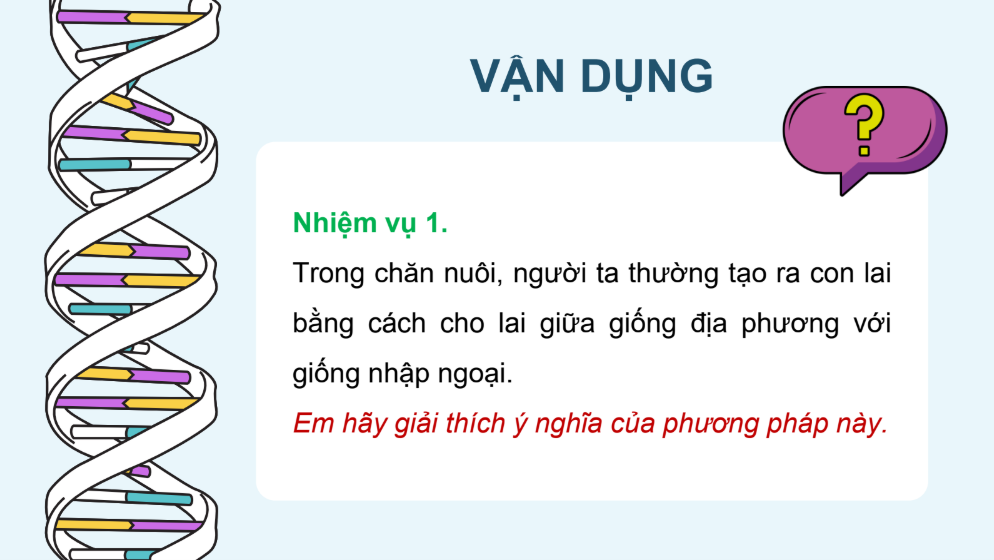 VẬN DỤNG
?
Nhiệm vụ 1.
Trong chăn nuôi, người ta thường tạo ra con lai
bằng cách cho lai giữa giống địa phương với
giống nhập ngoại.
Em hãy giải thích ý nghĩa của phương pháp này.